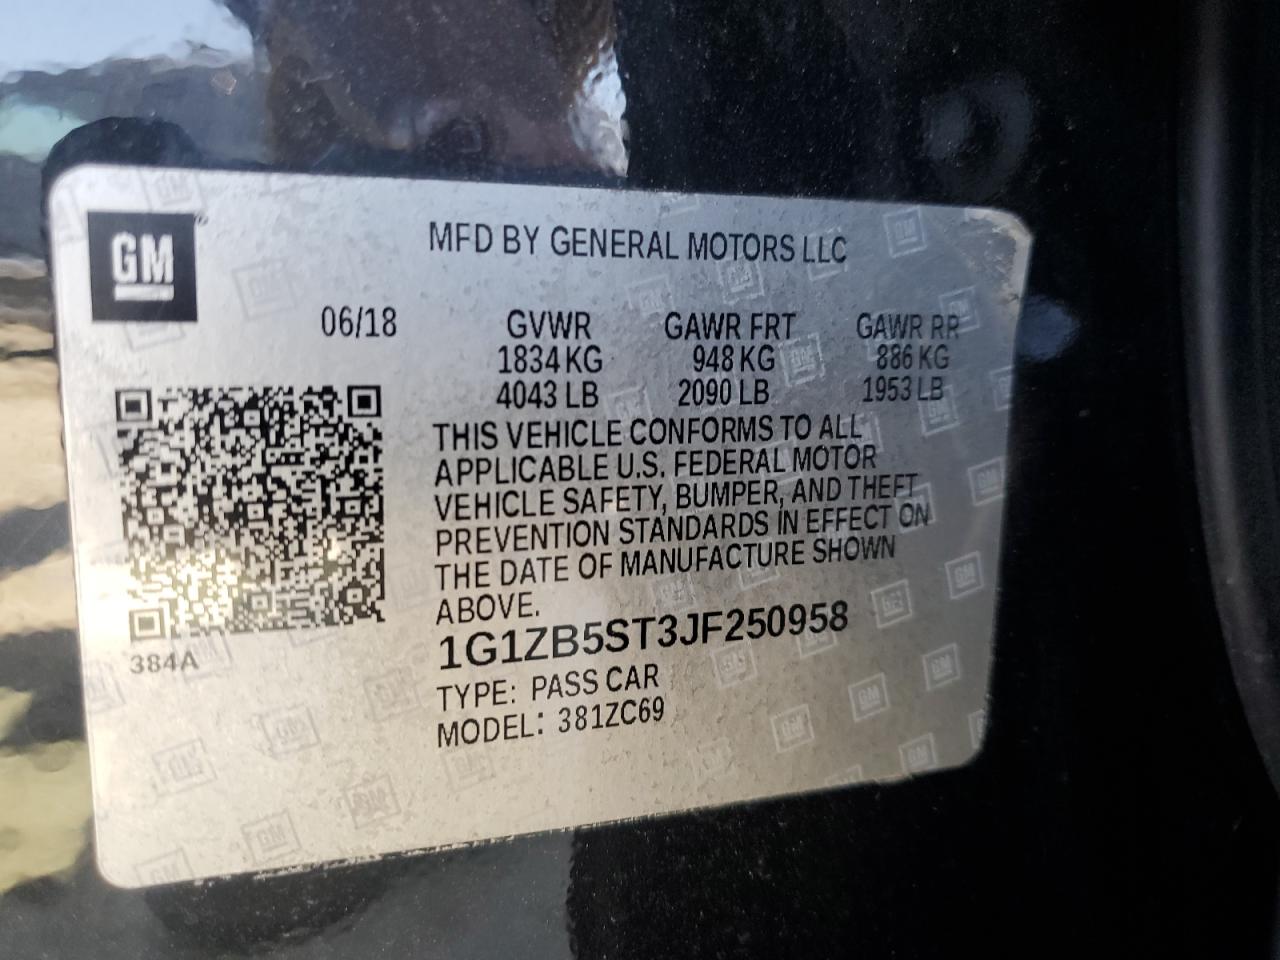 GM
MFD BY GENERAL MOTORS LLC
06/18 GVWR GAWR FRT GAWR RR
1834 KG 948 KG 886 KG
4043 LB 2090 LB 1953 LB
THIS VEHICLE CONFORMS TO ALL
APPLICABLE U.S. FEDERAL MOTOR
VEHICLE SAFETY, BUMPER, AND THEFT
PREVENTION STANDARDS IN EFFECT ON
THE DATE OF MANUFACTURE SHOWN
ABOVE.
384A
1G1ZB5ST3JF250958
TYPE: PASS CAR
MODEL: 381ZC69